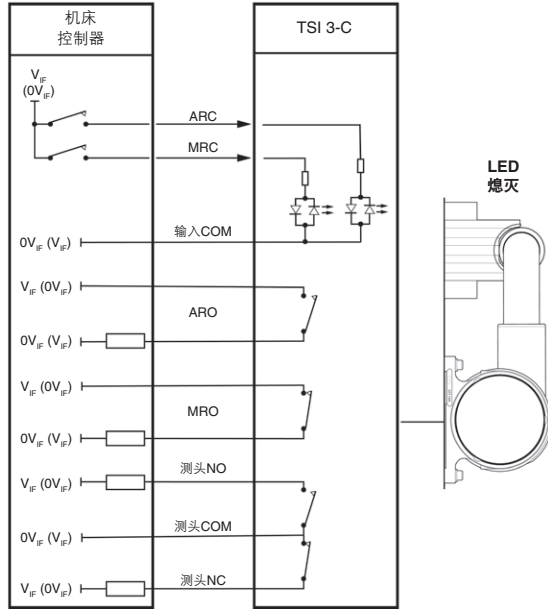 机床
控制器
TSI 3-C
V_IF
(0V_IF)
ARC
MRC
LED
熄灭
输入COM
0V_IF (V_IF)
V_IF (0V_IF)
ARO
0V_IF (V_IF)
V_IF (0V_IF)
MRO
0V_IF (V_IF)
测头NO
V_IF (0V_IF)
测头COM
0V_IF (V_IF)
测头NC
V_IF (0V_IF)